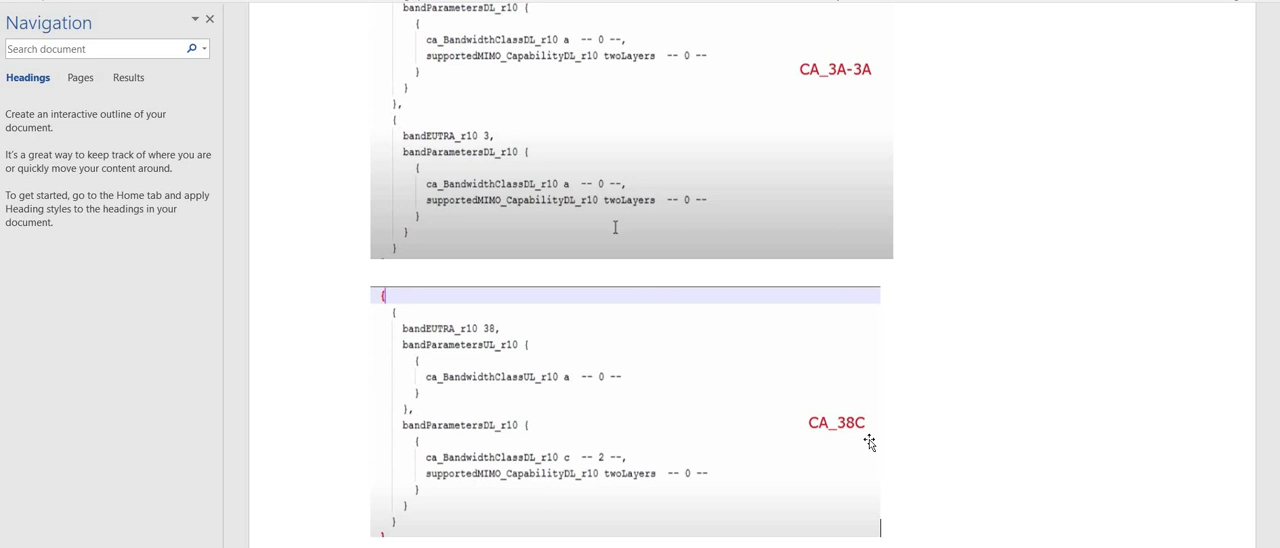 Navigation
Search document
Headings Pages Results
Create an interactive outline of your
document.
It's a great way to keep track of where you are
or quickly move your content around.
To get started, go to the Home tab and apply
Heading styles to the headings in your
document.
bandParametersDL_r10 {
{
ca_BandwidthClassDL_r10 a -- 0 --,
supportedMIMO_CapabilityDL_r10 twoLayers -- 0 --
}
CA_3A-3A
}
},
{
bandEUTRA_r10 3,
bandParametersDL_r10 {
{
ca_BandwidthClassDL_r10 a -- 0 --,
supportedMIMO_CapabilityDL_r10 twoLayers -- 0 --
}
}
}
{
{
bandEUTRA_r10 38,
bandParametersUL_r10 {
{
ca_BandwidthClassUL_r10 a -- 0 --
}
},
bandParametersDL_r10 {
CA_38C
{
ca_BandwidthClassDL_r10 c -- 2 --,
supportedMIMO_CapabilityDL_r10 twoLayers -- 0 --
}
}
}